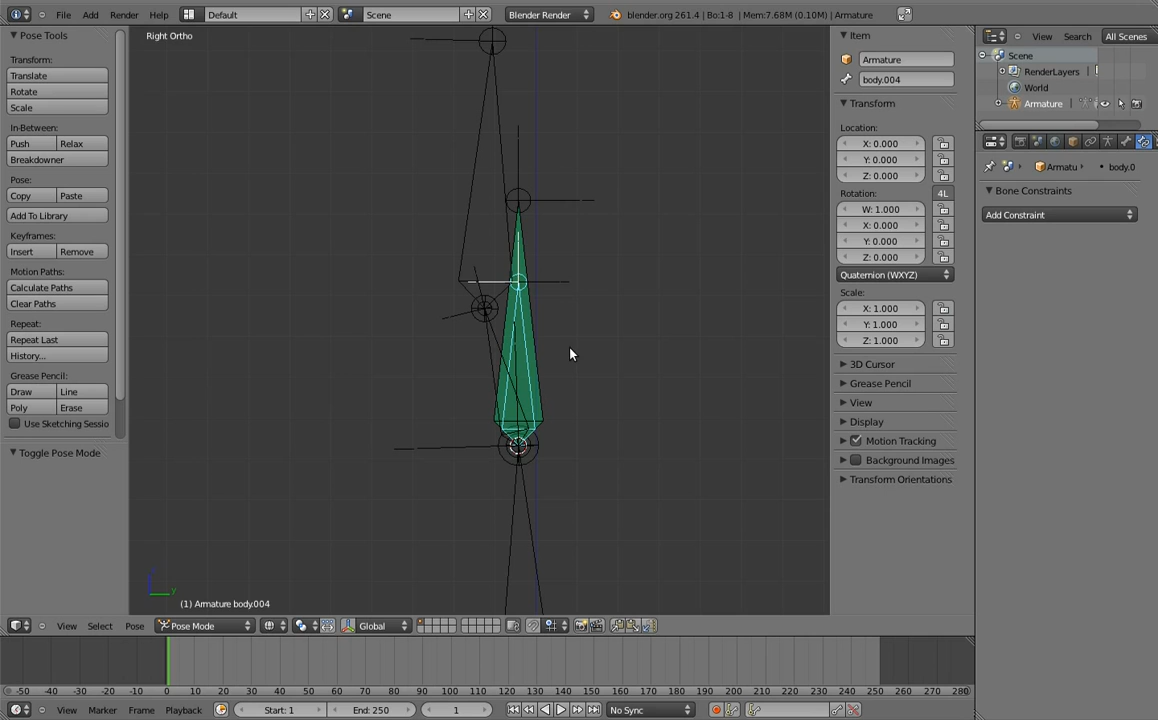 File Render Help Default Scene Blender Render blender.org 261.4 | Bo:1-8 | Mem:7.68M (0.10M) | Armature
Pose Tools
Transform:
Translate
Rotate
Scale
In-Between:
Push Relax
Breakdowner
Pose:
Copy Paste
Add To Library
Keyframes:
Insert Remove
Motion Paths:
Calculate Paths
Clear Paths
Repeat:
Repeat Last
History...
Grease Pencil:
Draw Line
Poly Erase
Use Sketching Sessio
Toggle Pose Mode
Right Ortho
y
(1) Armature body.004
Item
Armature
body.004
Transform
Location:
X: 0.000
Y: 0.000
Z: 0.000
Rotation:
4L
W: 1.000
X: 0.000
Y: 0.000
Z: 0.000
Quaternion (WXYZ)
Scale:
X: 1.000
Y: 1.000
Z: 1.000
3D Cursor
Grease Pencil
View
Display
Motion Tracking
Background Images
Transform Orientations
View Search All Scenes
Scene
RenderLayers
World
Armature
Armatu body.0
Bone Constraints
Add Constraint
View Select Pose Pose Mode Global
-50 -40 -30 -20 -10 0 10 20 30 40 50 60 70 80 90 100 110 120 130 140 150 160 170 180 190 200 210 220 230 240 250 260 270 280
View Marker Frame Playback Start: 1 End: 250 1 No Sync